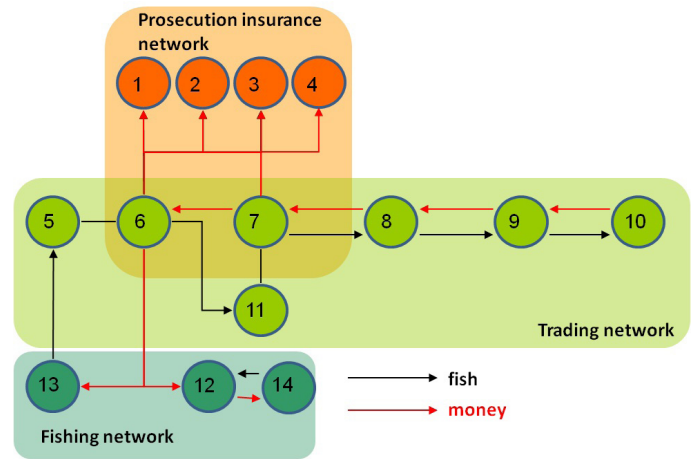 Prosecution insurance
network
1 2 3 4
5 6 7 8 9 10
11
Trading network
13 12 14
Fishing network
fish
money